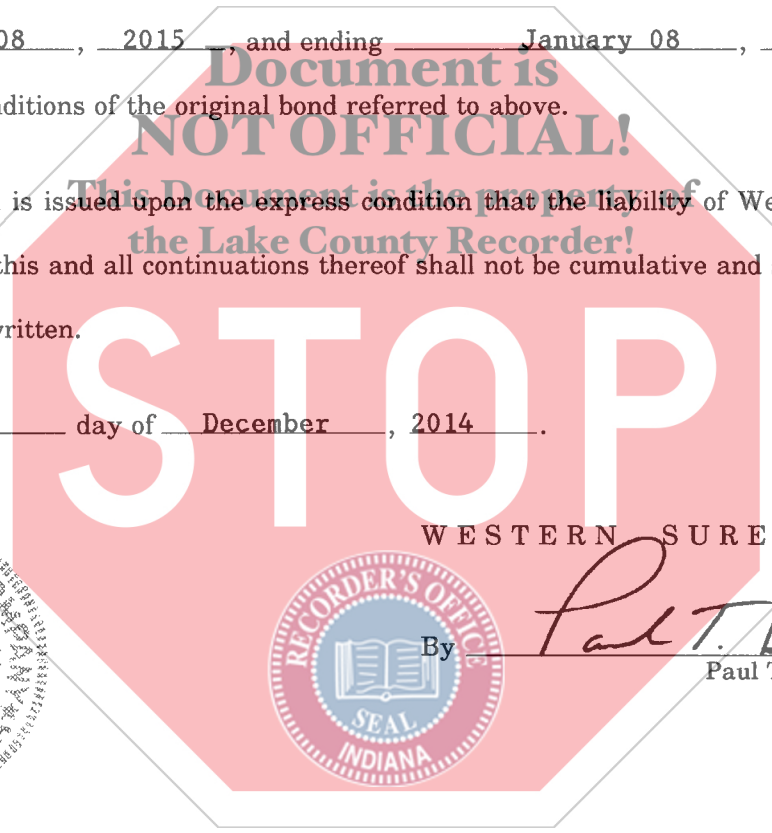 08 , 2015 , and ending January 08 ,
Document is
nditions of the original bond referred to above.
NOT OFFICIAL!
This Document is the property of
is issued upon the express condition that the liability of We
the Lake County Recorder!
this and all continuations thereof shall not be cumulative and
written.
STOP
day of December , 2014 .
WESTERN SURE
RECORDER'S OFFICE
SEAL
INDIANA
By Paul T.
Paul T